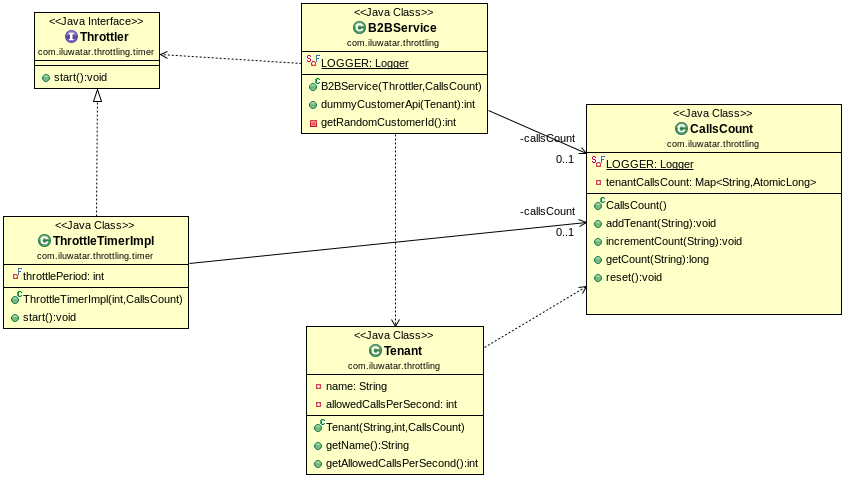 <<Java Interface>>
Throttler
com.iluwatar.throttling.timer
start():void
<<Java Class>>
B2BService
com.iluwatar.throttling
LOGGER: Logger
B2BService(Throttler,CallsCount)
dummyCustomerApi(Tenant):int
getRandomCustomerId():int
-callsCount
0..1
<<Java Class>>
CallsCount
com.iluwatar.throttling
LOGGER: Logger
tenantCallsCount: Map<String,AtomicLong>
CallsCount()
addTenant(String):void
incrementCount(String):void
getCount(String):long
reset():void
<<Java Class>>
ThrottleTimerImpl
com.iluwatar.throttling.timer
throttlePeriod: int
ThrottleTimerImpl(int,CallsCount)
start():void
-callsCount
0..1
<<Java Class>>
Tenant
com.iluwatar.throttling
name: String
allowedCallsPerSecond: int
Tenant(String,int,CallsCount)
getName():String
getAllowedCallsPerSecond():int